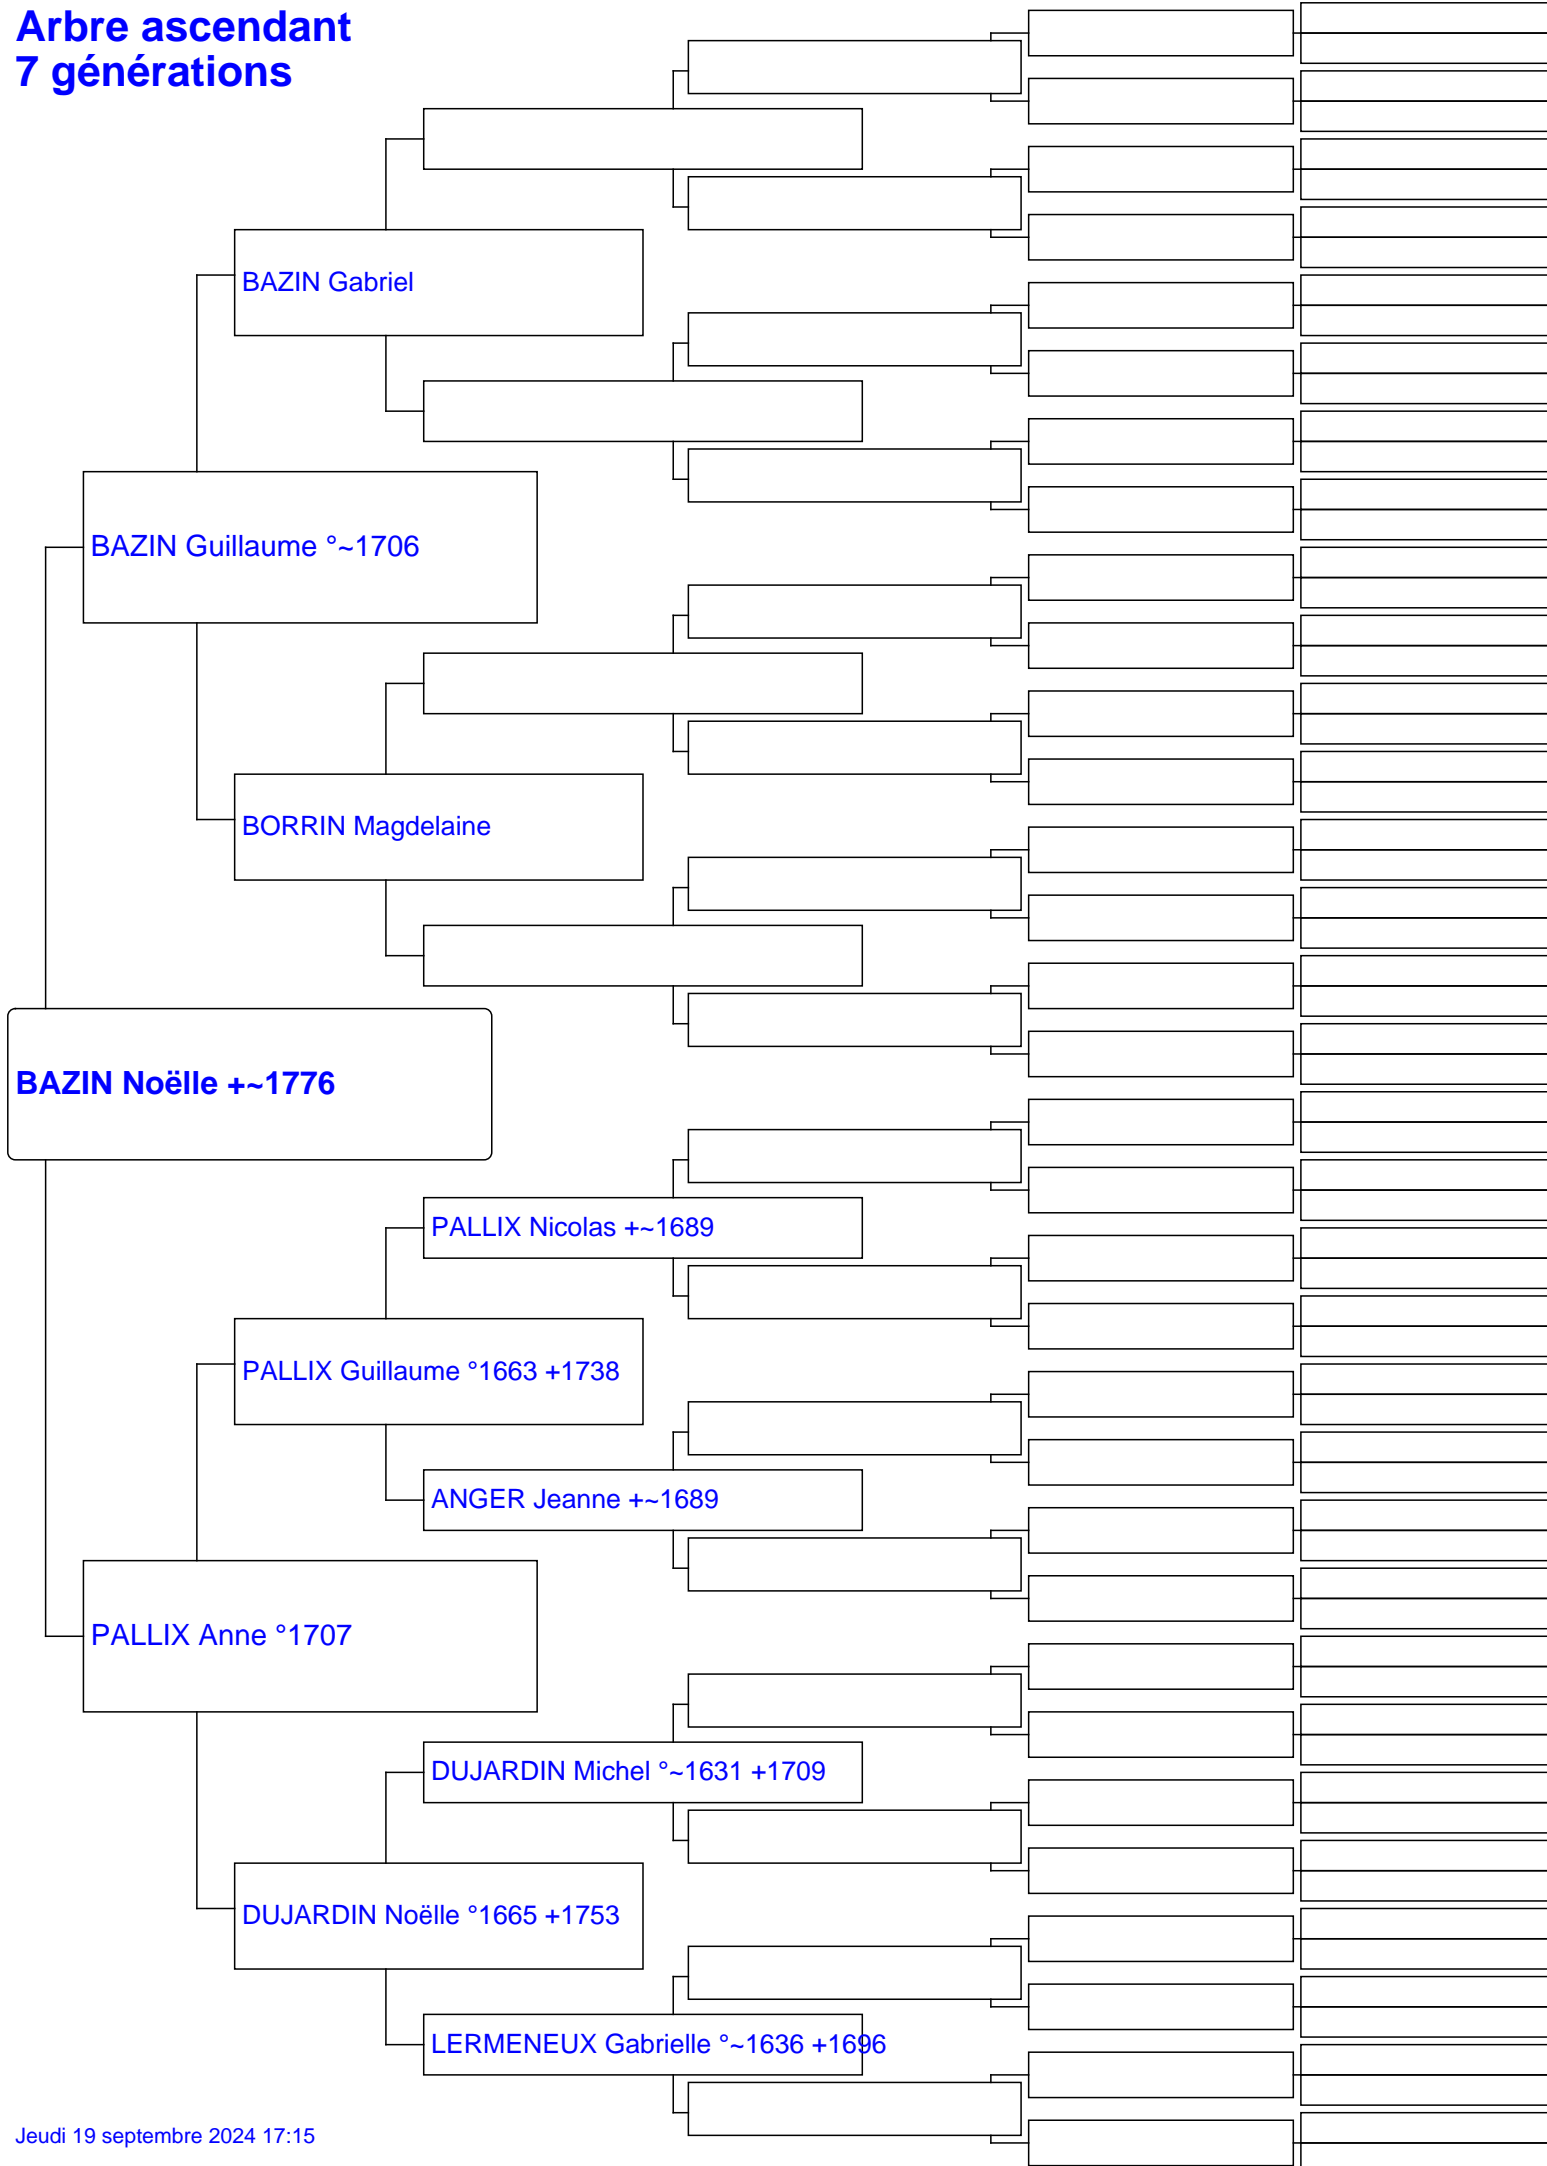 Arbre ascendant
7 générations
BAZIN Gabriel
BAZIN Guillaume °~1706
BORRIN Magdelaine
BAZIN Noëlle +~1776
PALLIX Nicolas +~1689
PALLIX Guillaume °1663 +1738
ANGER Jeanne +~1689
PALLIX Anne °1707
DUJARDIN Michel °~1631 +1709
DUJARDIN Noëlle °1665 +1753
LERMENEUX Gabrielle °~1636 +1696
Jeudi 19 septembre 2024 17:15